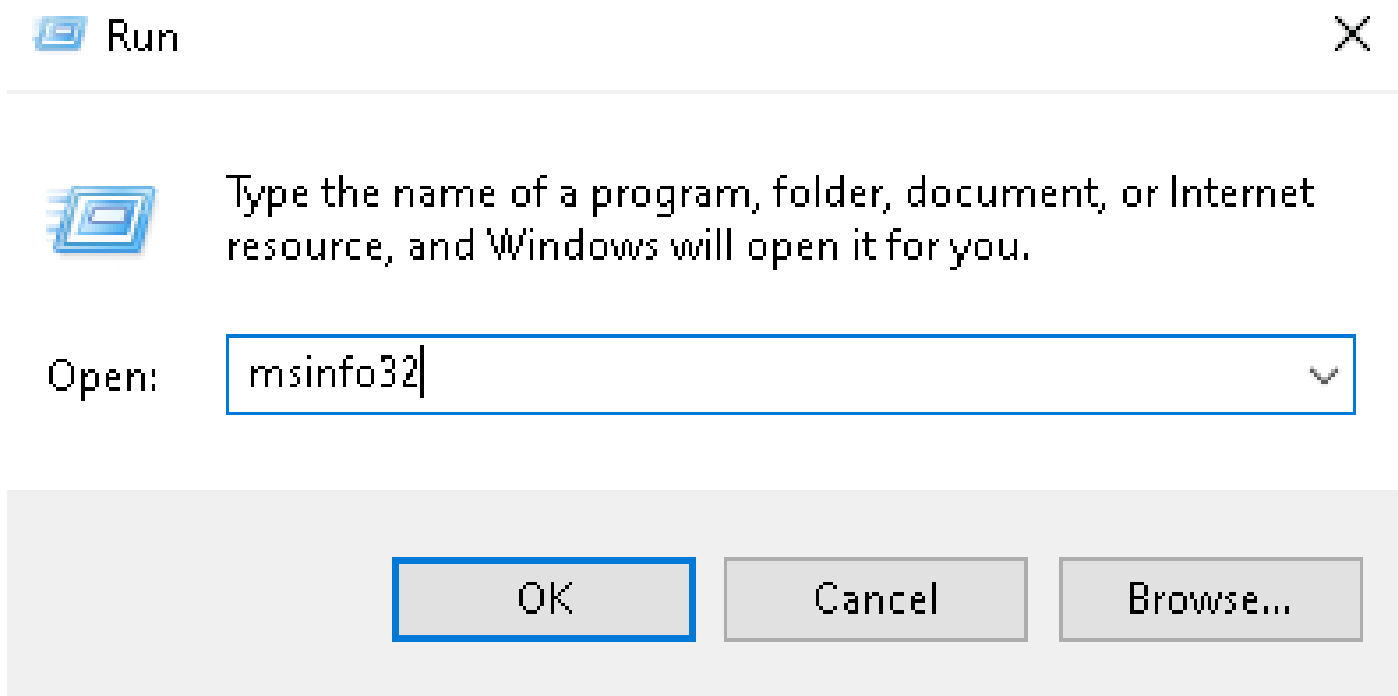 Run
Type the name of a program, folder, document, or Internet
resource, and Windows will open it for you.
Open: msinfo32
OK Cancel Browse...